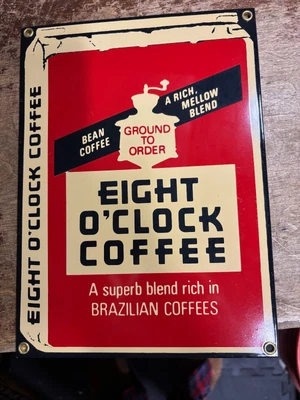 EIGHT O'CLOCK COFFEE
BEAN
COFFEE
A RICH,
MELLOW
BLEND
GROUND
TO
ORDER
EIGHT
O'CLOCK
COFFEE
A superb blend rich in
BRAZILIAN COFFEES